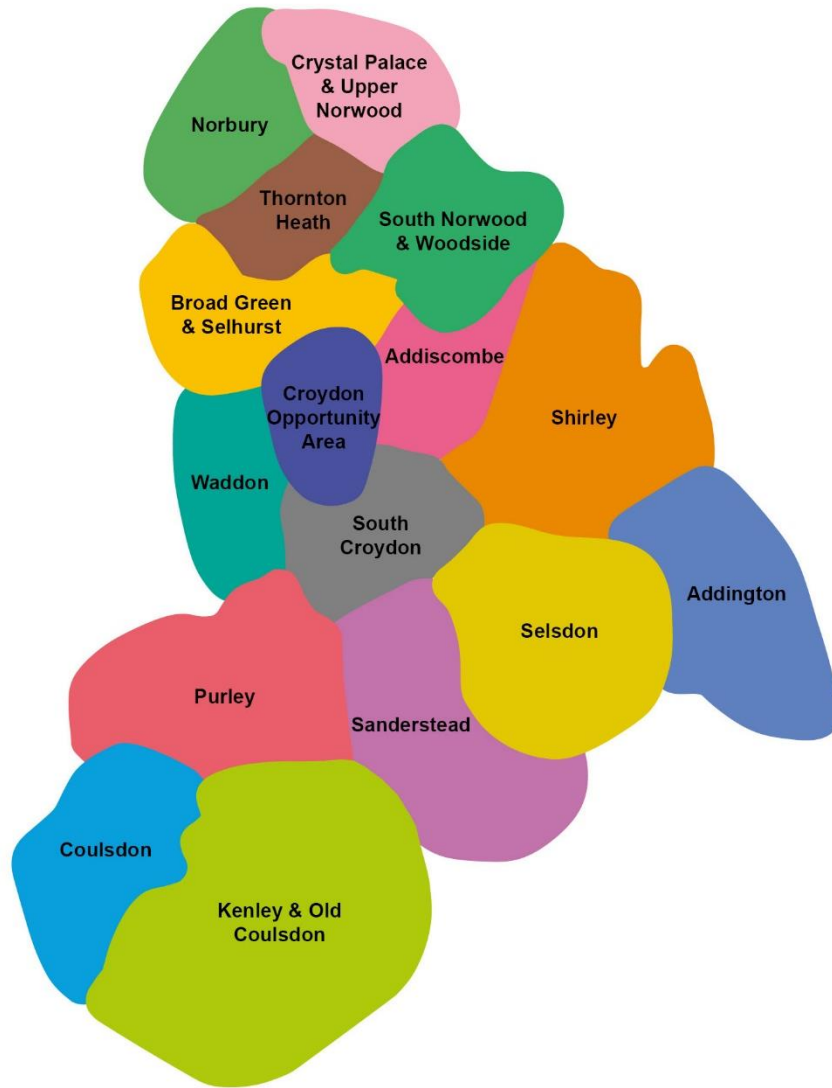 Crystal Palace
& Upper
Norwood
Norbury
Thornton
Heath
South Norwood
& Woodside
Broad Green
& Selhurst
Addiscombe
Croydon
Opportunity
Area
Shirley
Waddon
South
Croydon
Addington
Selsdon
Purley
Sanderstead
Coulsdon
Kenley & Old
Coulsdon